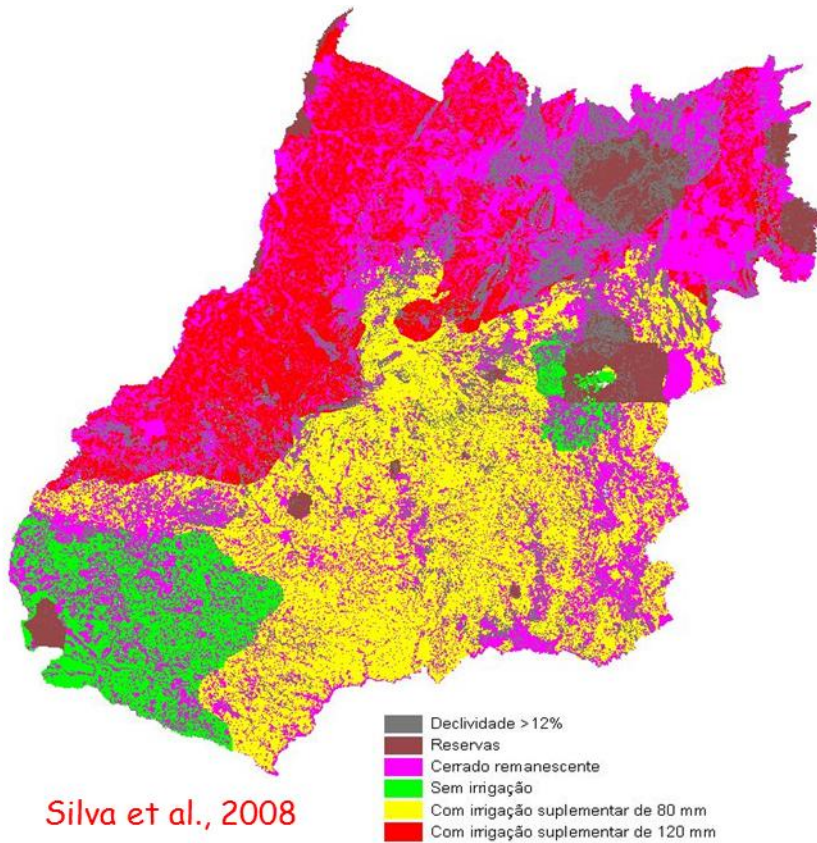 Declividade >12%
Reservas
Cerrado remanescente
Sem irrigação
Com irrigação suplementar de 80 mm
Com irrigação suplementar de 120 mm
Silva et al., 2008